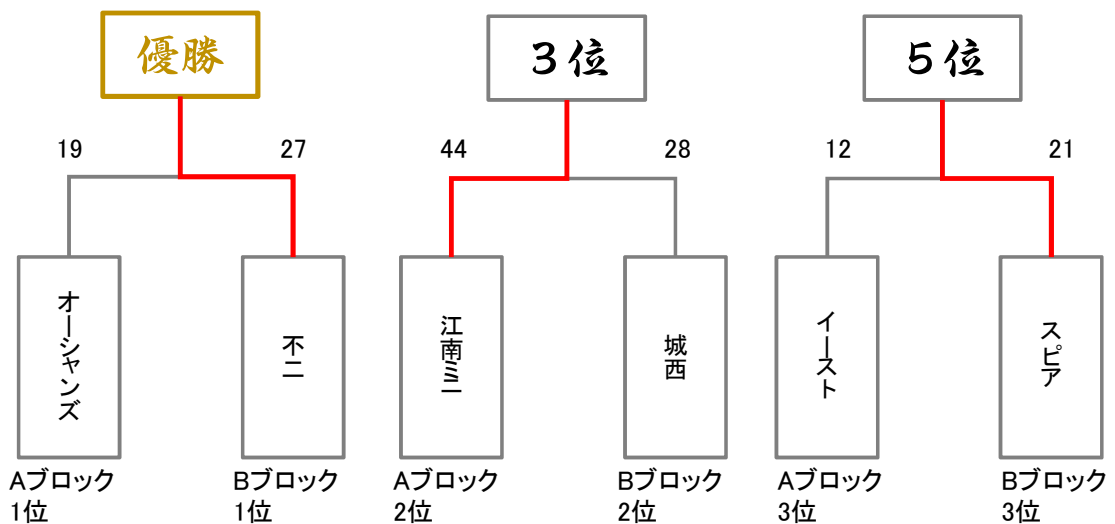 優勝
３位
５位
19
27
44
28
12
21
オーシャンズ
不二
江南ミニ
城西
イースト
スピア
Aブロック
1位
Bブロック
1位
Aブロック
2位
Bブロック
2位
Aブロック
3位
Bブロック
3位